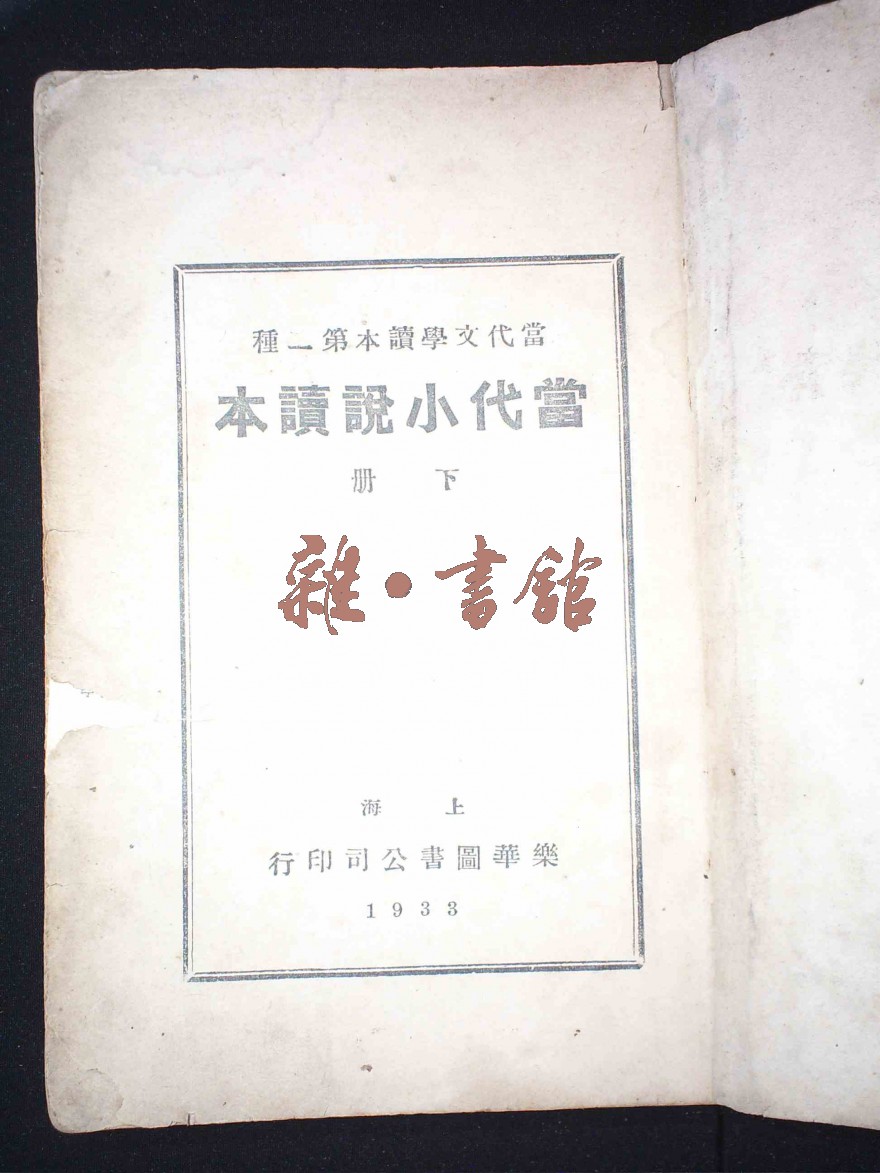 當代文學讀本第二種
當代小說讀本
下冊
雜・書館
上海
樂華圖書公司印行
1933